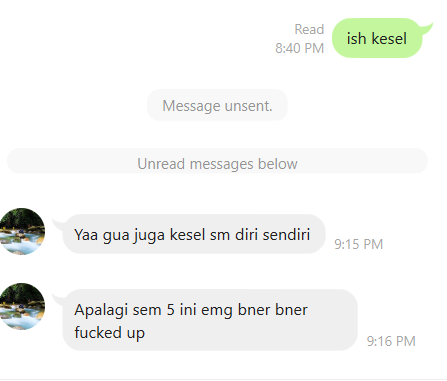 Read
8:40 PM
ish kesel
Message unsent.
Unread messages below
Yaa gua juga kesel sm diri sendiri
9:15 PM
Apalagi sem 5 ini emg bner bner
fucked up
9:16 PM